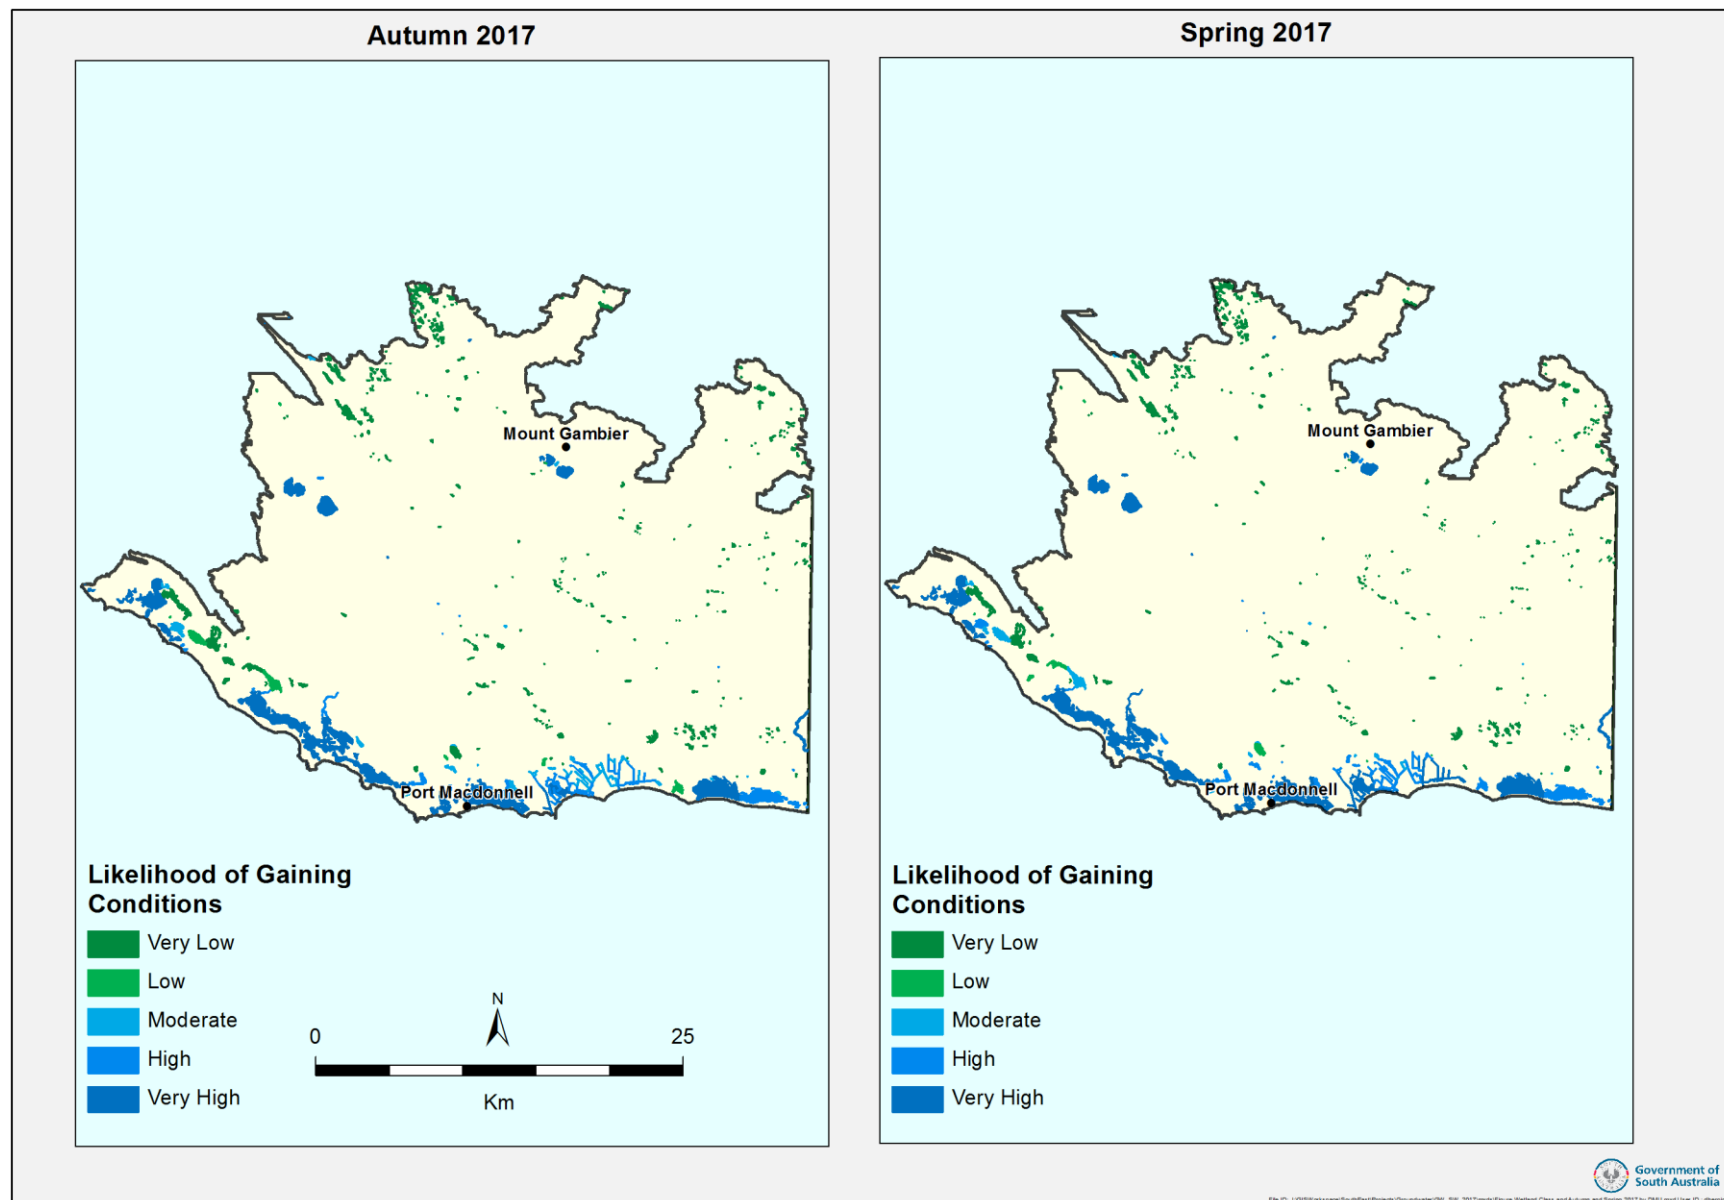 Autumn 2017
Spring 2017
Mount Gambier
Port Macdonnell
Mount Gambier
Port Macdonnell
Likelihood of Gaining
Conditions
Very Low
Low
Moderate
High
Very High
N
0
25
Km
Likelihood of Gaining
Conditions
Very Low
Low
Moderate
High
Very High
Government of
South Australia